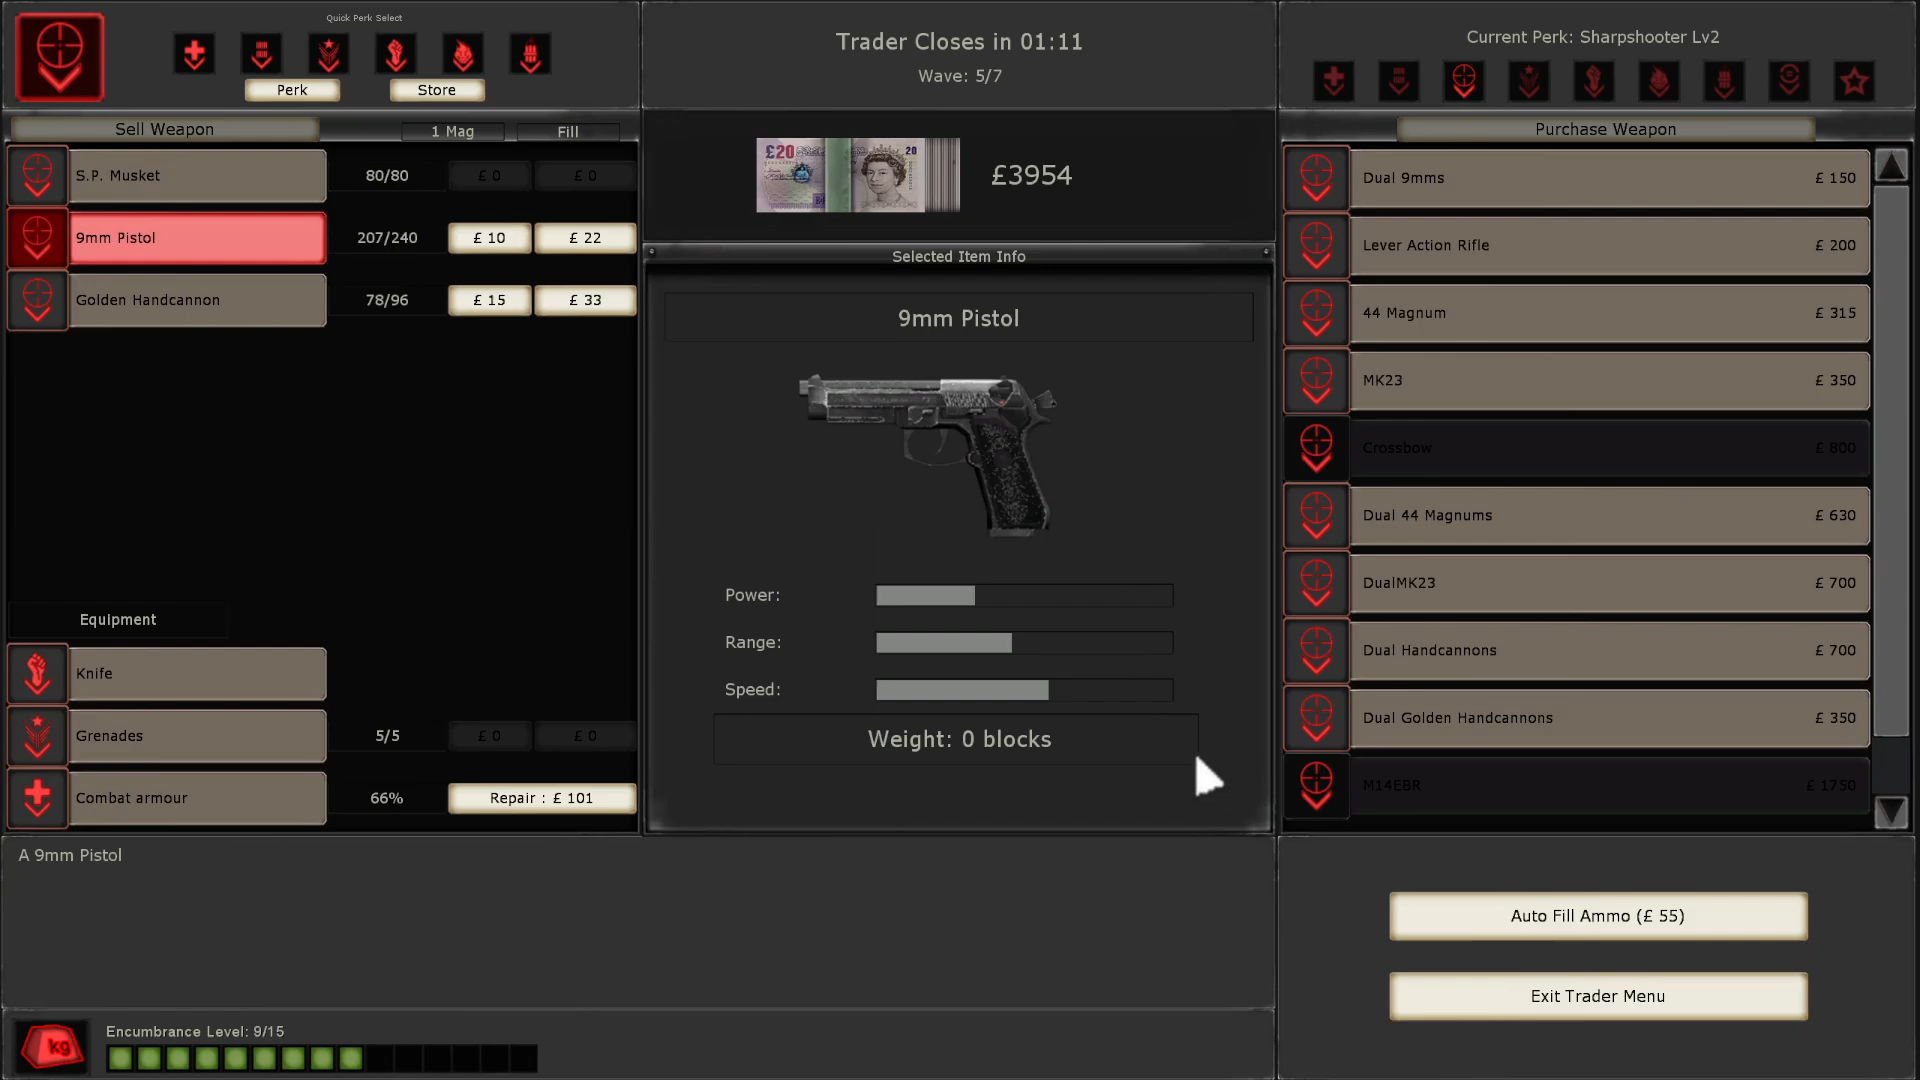 Quick Perk Select
Perk
Store
Trader Closes in 01:11
Wave: 5/7
Current Perk: Sharpshooter Lv2
Sell Weapon
1 Mag
Fill
S.P. Musket 80/80 £ 0 £ 0
9mm Pistol 207/240 £ 10 £ 22
Golden Handcannon 78/96 £ 15 £ 33
Equipment
Knife
Grenades 5/5 £ 0 £ 0
Combat armour 66% Repair : £ 101
£20
20
£3954
Selected Item Info
9mm Pistol
Power:
Range:
Speed:
Weight: 0 blocks
Purchase Weapon
Dual 9mms £ 150
Lever Action Rifle £ 200
44 Magnum £ 315
MK23 £ 350
Crossbow £ 800
Dual 44 Magnums £ 630
DualMK23 £ 700
Dual Handcannons £ 700
Dual Golden Handcannons £ 350
M14EBR £ 1750
A 9mm Pistol
Auto Fill Ammo (£ 55)
Exit Trader Menu
kg
Encumbrance Level: 9/15